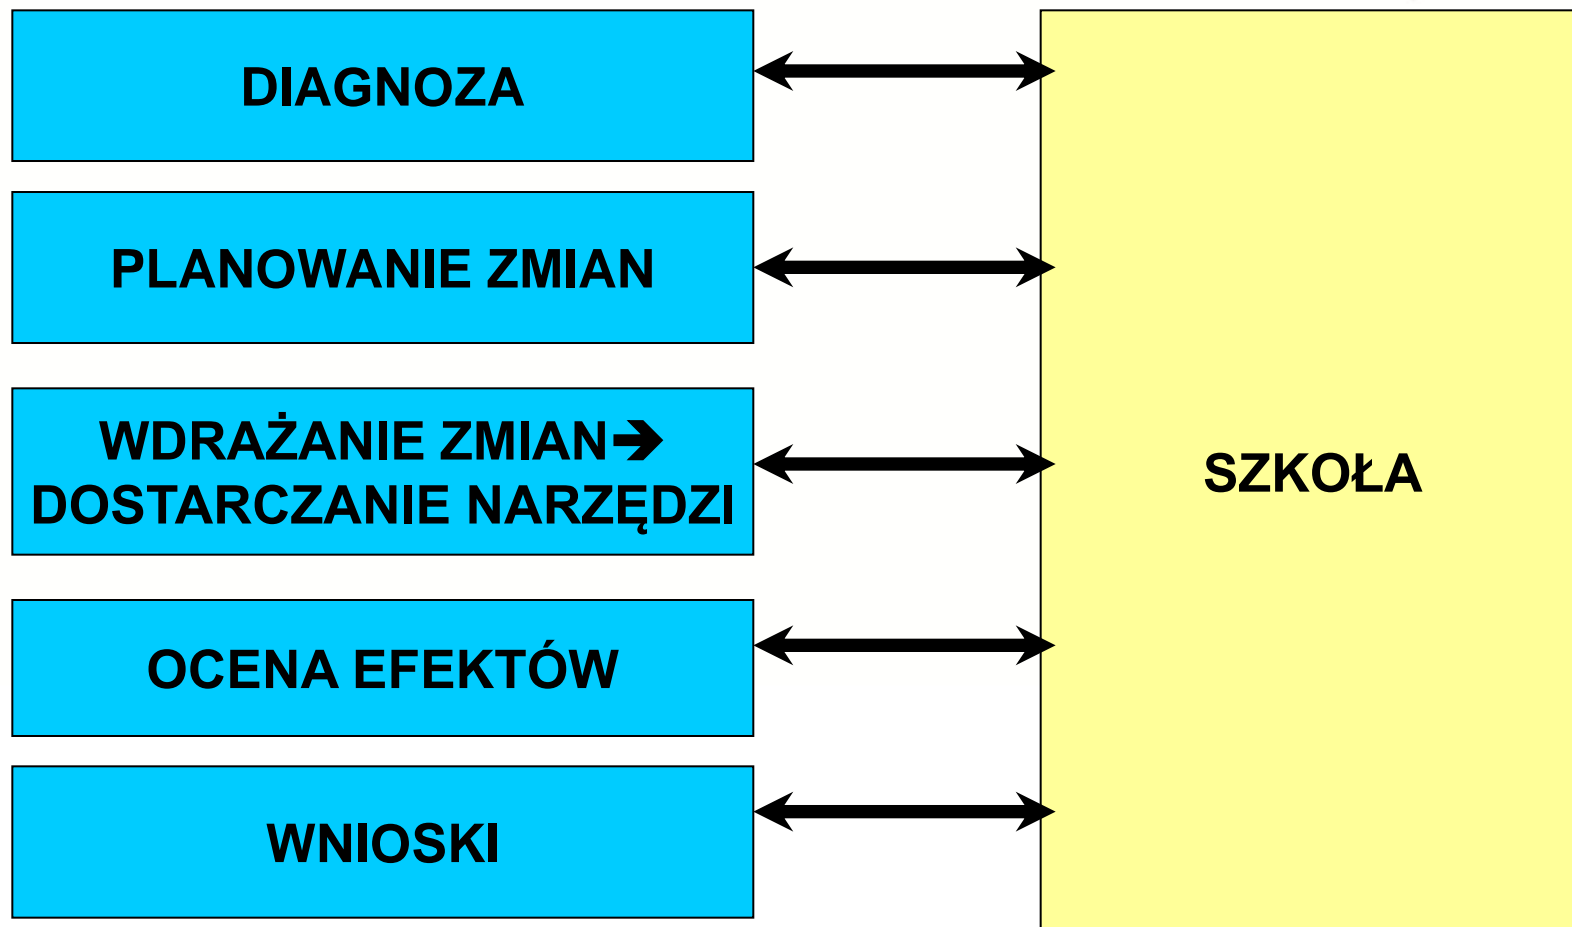 DIAGNOZA
PLANOWANIE ZMIAN
WDRAŻANIE ZMIAN➔
DOSTARCZANIE NARZĘDZI
SZKOŁA
OCENA EFEKTÓW
WNIOSKI